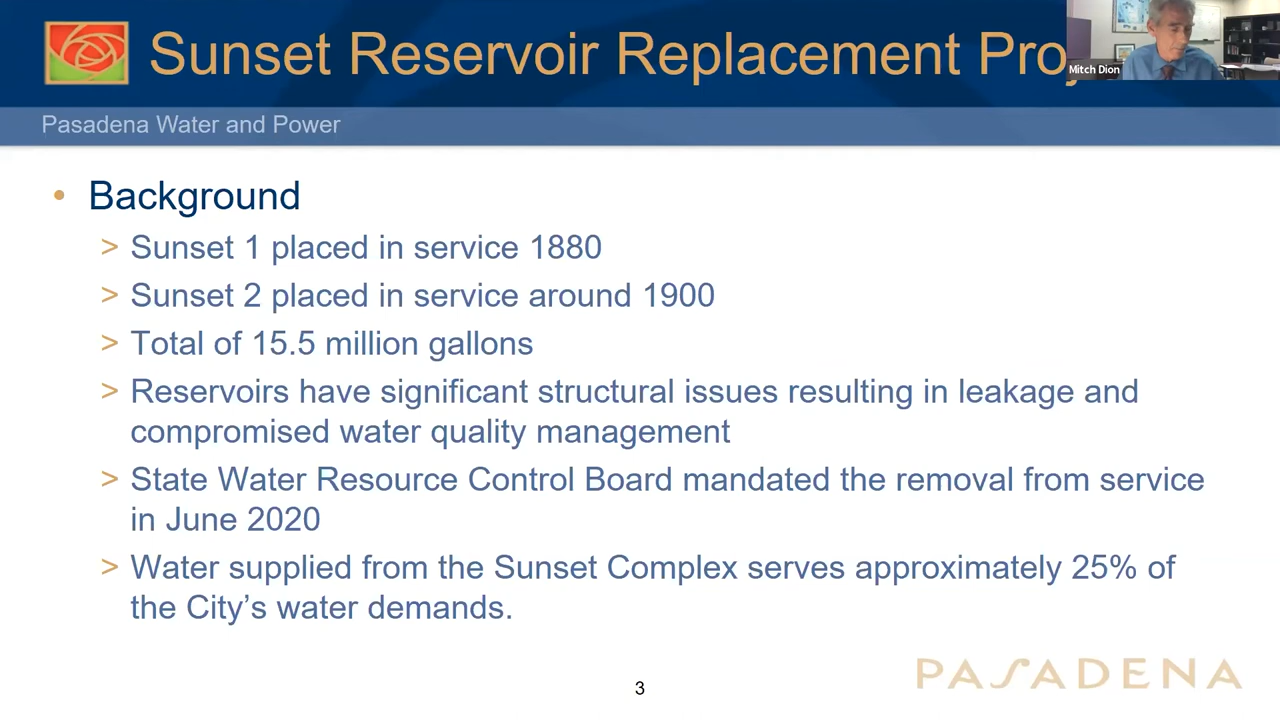 Sunset Reservoir Replacement
Mitch Dion
Pasadena Water and Power
• Background
> Sunset 1 placed in service 1880
> Sunset 2 placed in service around 1900
> Total of 15.5 million gallons
> Reservoirs have significant structural issues resulting in leakage and
compromised water quality management
> State Water Resource Control Board mandated the removal from service
in June 2020
> Water supplied from the Sunset Complex serves approximately 25% of
the City's water demands.
PASADENA
3